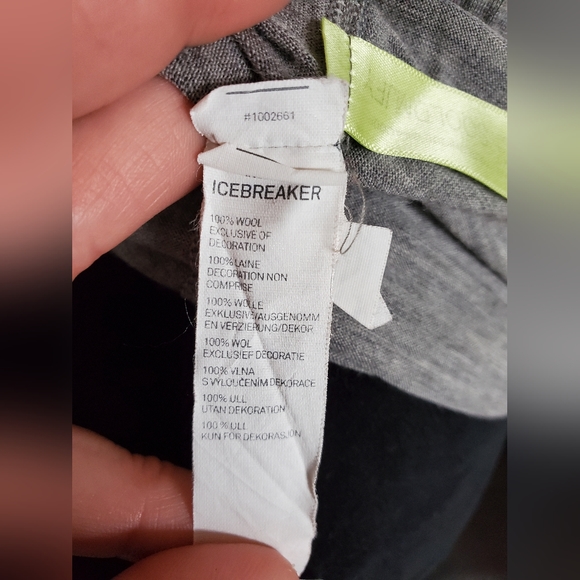 #1002661
ICEBREAKER
100% WOOL
EXCLUSIVE OF
DECORATION
100% LAINE
DECORATION NON
COMPRISE
100% WOLLE
EXKLUSIVE/AUSGENOMM
EN VERZIERUNG/DEKOR
100% WOL
EXCLUSIEF DECORATIE
100% VLNA
S VYLOUČENÍM DEKORACE
100% ULL
UTAN DEKORATION
100% ULL
KUN FOR DEKORASJON